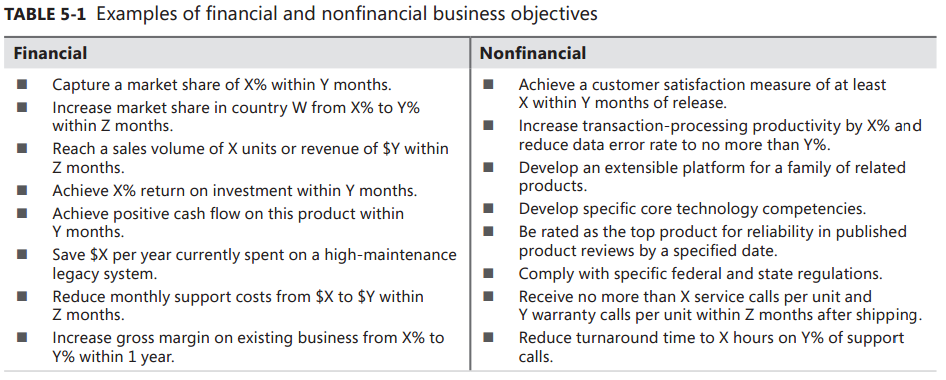 TABLE 5-1 Examples of financial and nonfinancial business objectives
Financial
■ Capture a market share of X% within Y months.
■ Increase market share in country W from X% to Y%
within Z months.
■ Reach a sales volume of X units or revenue of $Y within
Z months.
■ Achieve X% return on investment within Y months.
■ Achieve positive cash flow on this product within
Y months.
■ Save $X per year currently spent on a high-maintenance
legacy system.
■ Reduce monthly support costs from $X to $Y within
Z months.
■ Increase gross margin on existing business from X% to
Y% within 1 year.
Nonfinancial
■ Achieve a customer satisfaction measure of at least
X within Y months of release.
■ Increase transaction-processing productivity by X% and
reduce data error rate to no more than Y%.
■ Develop an extensible platform for a family of related
products.
■ Develop specific core technology competencies.
■ Be rated as the top product for reliability in published
product reviews by a specified date.
■ Comply with specific federal and state regulations.
■ Receive no more than X service calls per unit and
Y warranty calls per unit within Z months after shipping.
■ Reduce turnaround time to X hours on Y% of support
calls.